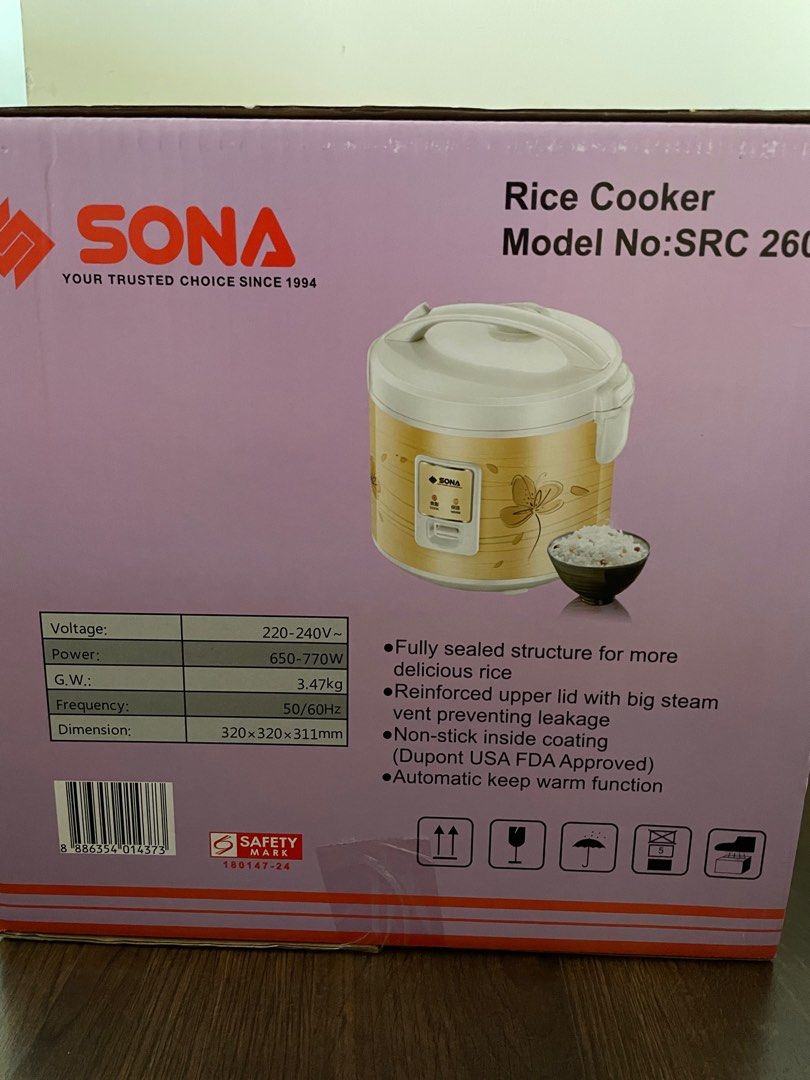 SONA
YOUR TRUSTED CHOICE SINCE 1994
Rice Cooker
Model No:SRC 260
SONA
Voltage: 220-240V~
Power: 650-770W
G.W.: 3.47kg
Frequency: 50/60Hz
Dimension: 320×320×311mm
●Fully sealed structure for more
delicious rice
●Reinforced upper lid with big steam
vent preventing leakage
●Non-stick inside coating
(Dupont USA FDA Approved)
●Automatic keep warm function
8 886354 014373
SAFETY
MARK
180147-24
5